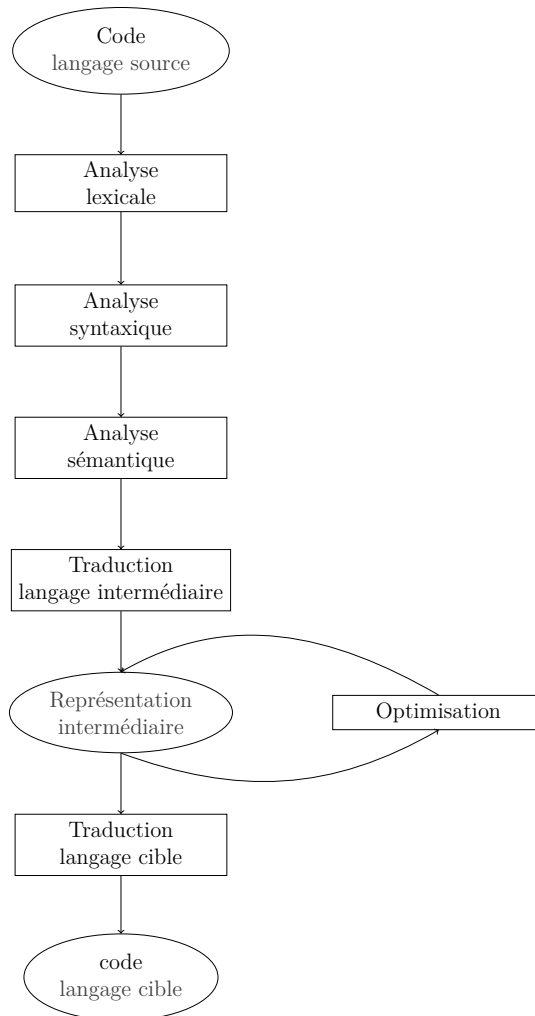 Code
langage source
Analyse
lexicale
Analyse
syntaxique
Analyse
sémantique
Traduction
langage intermédiaire
Représentation
intermédiaire
Optimisation
Traduction
langage cible
code
langage cible